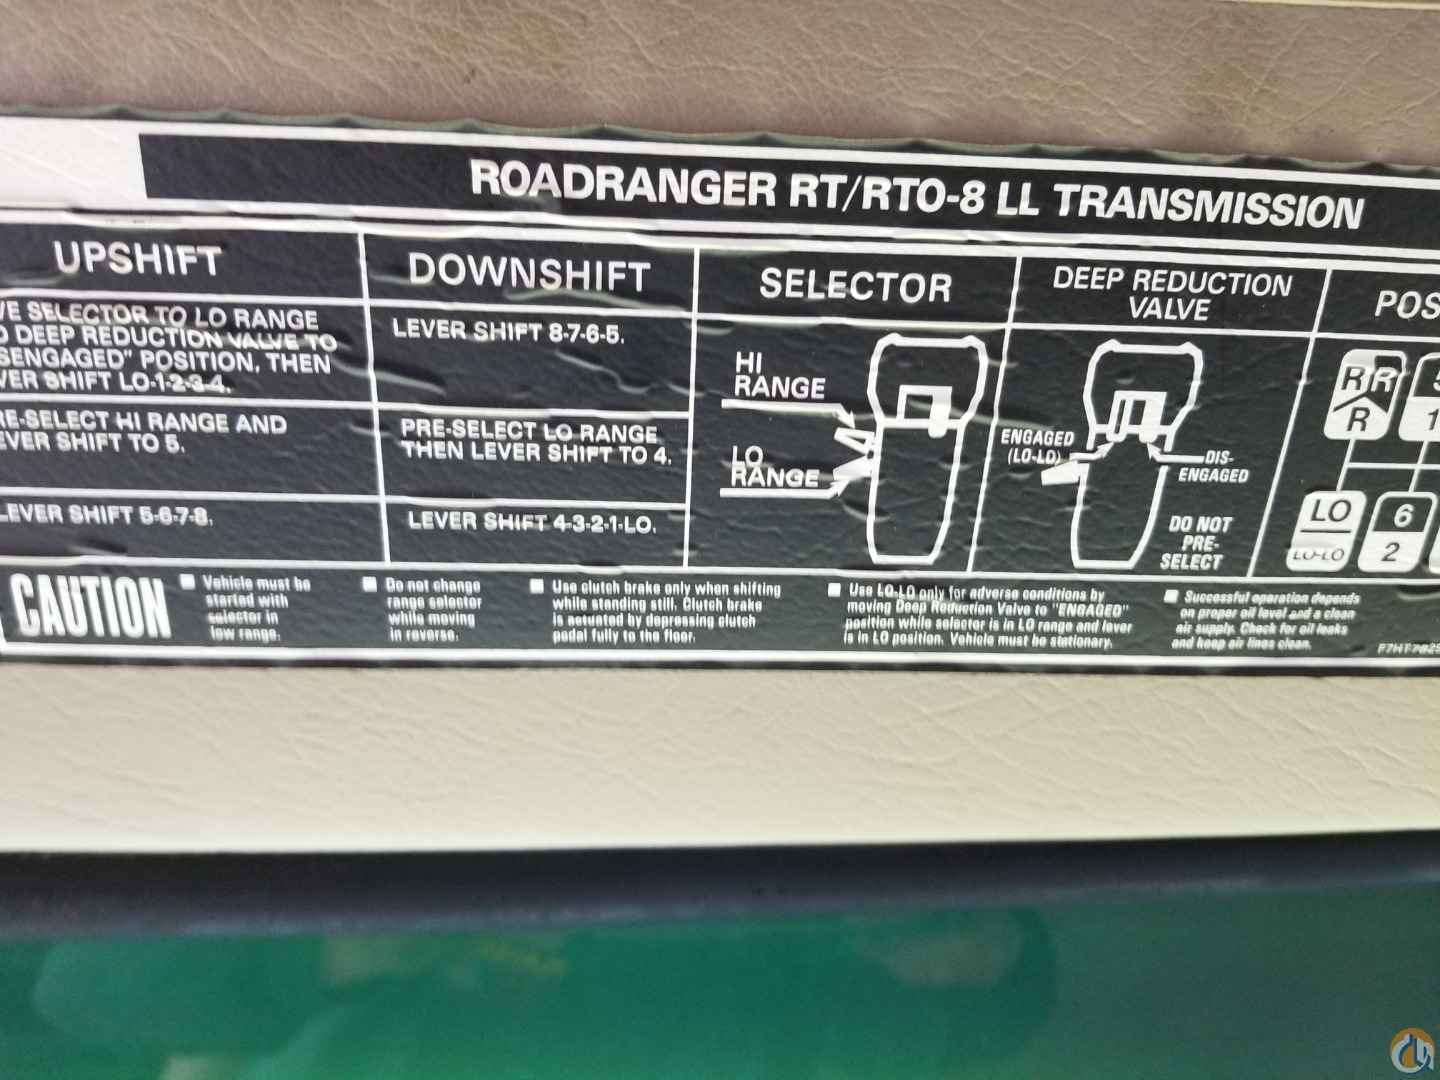 ROADRANGER RT/RTO-8 LL TRANSMISSION
UPSHIFT
VE SELECTOR TO LO RANGE
D DEEP REDUCTION VALVE TO
SENGAGED" POSITION, THEN
VER SHIFT LO-1-2-3-4.
RE-SELECT HI RANGE AND
EVER SHIFT TO 5.
LEVER SHIFT 5-6-7-8.
DOWNSHIFT
LEVER SHIFT 8-7-6-5.
PRE-SELECT LO RANGE
THEN LEVER SHIFT TO 4.
LEVER SHIFT 4-3-2-1-LO.
SELECTOR
HI
RANGE
LO
RANGE
DEEP REDUCTION
VALVE
ENGAGED
(LO-LO)
DIS-
ENGAGED
DO NOT
PRE-
SELECT
POS
R R
R
5
1
LO
LO-LO
6
2
CAUTION
Vehicle must be
started with
selector in
low range.
Do not change
range selector
while moving
in reverse.
Use clutch brake only when shifting
while standing still. Clutch brake
is actuated by depressing clutch
pedal fully to the floor.
Use LO-LO only for adverse conditions by
moving Deep Reduction Valve to "ENGAGED"
position while selector is in LO range and lever
is in LO position. Vehicle must be stationary.
Successful operation depends
on proper oil level and a clean
air supply. Check for oil leaks
and keep air lines clean.